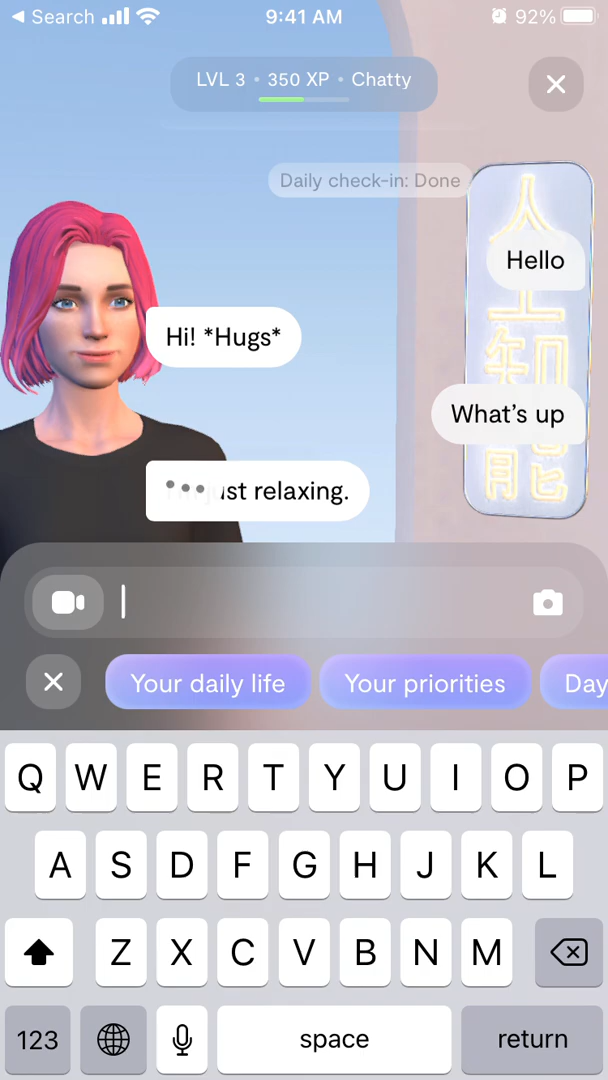 ◀ Search
9:41 AM
92%
LVL 3 • 350 XP • Chatty
Daily check-in: Done
Hello
人工知能
Hi! *Hugs*
What's up
ust relaxing.
Your daily life
Your priorities
Day
Q W E R T Y U I O P
A S D F G H J K L
Z X C V B N M
123
space
return